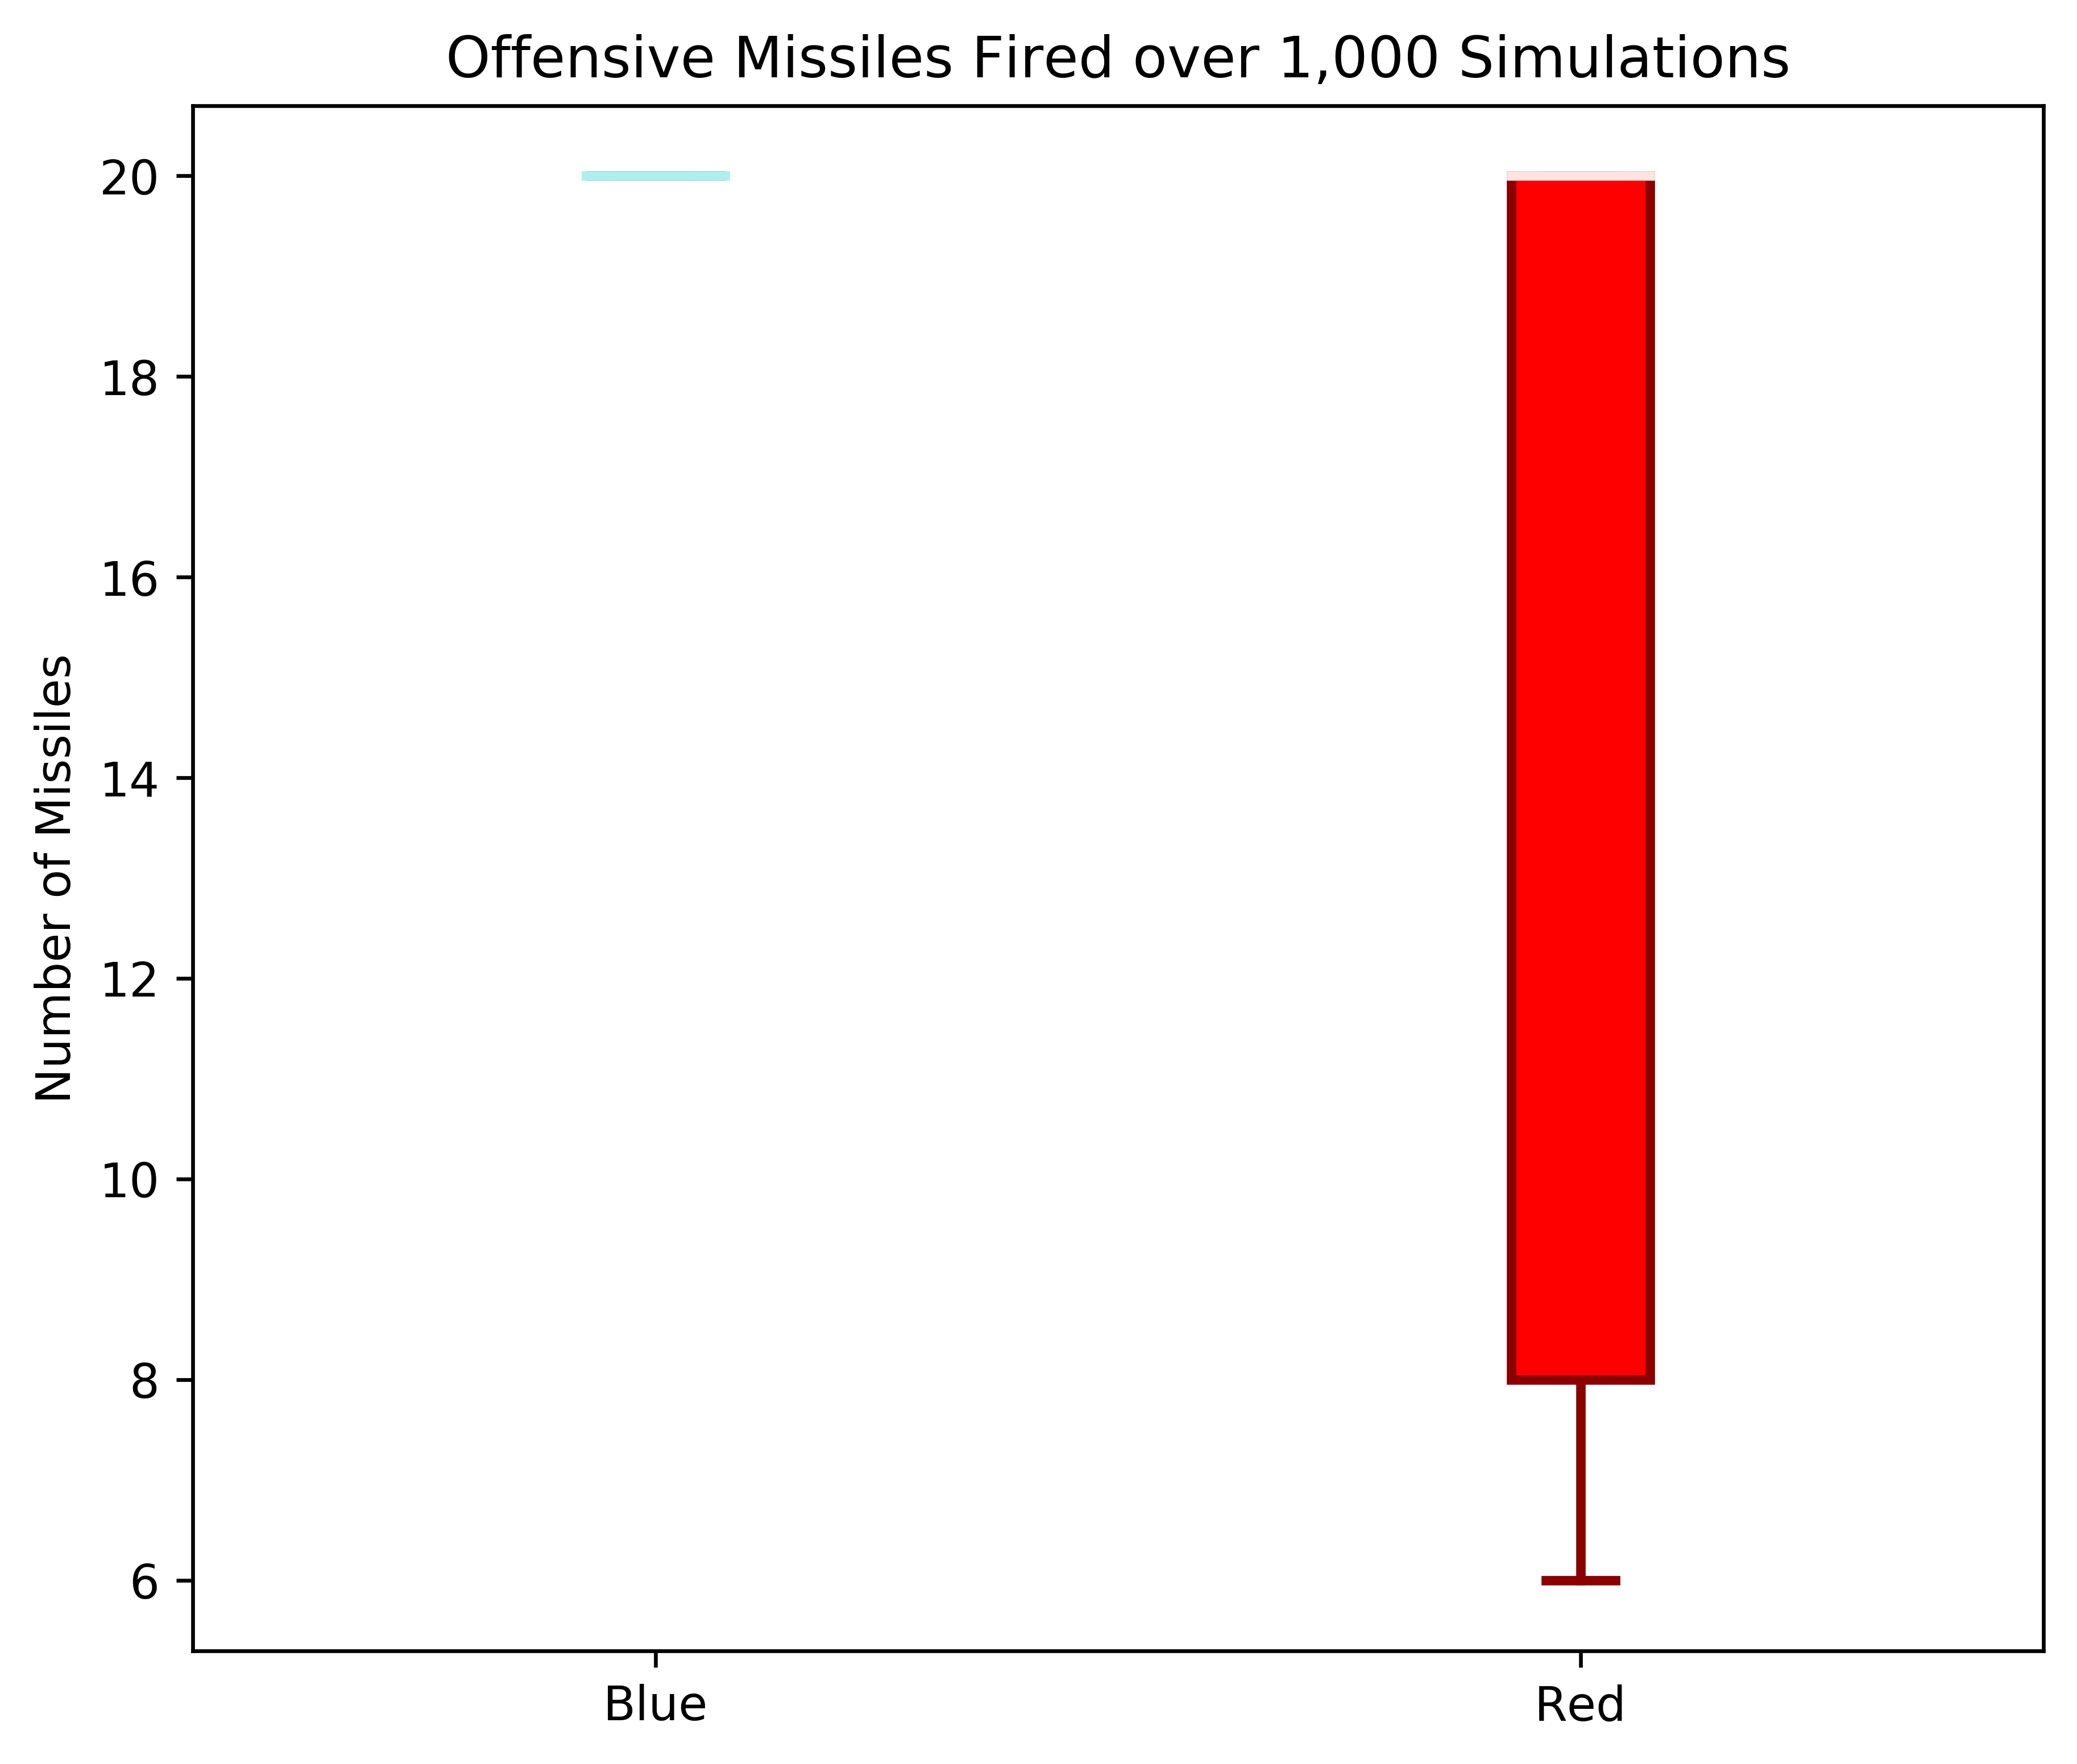 Offensive Missiles Fired over 1,000 Simulations
Number of Missiles
20
18
16
14
12
10
8
6
Blue
Red